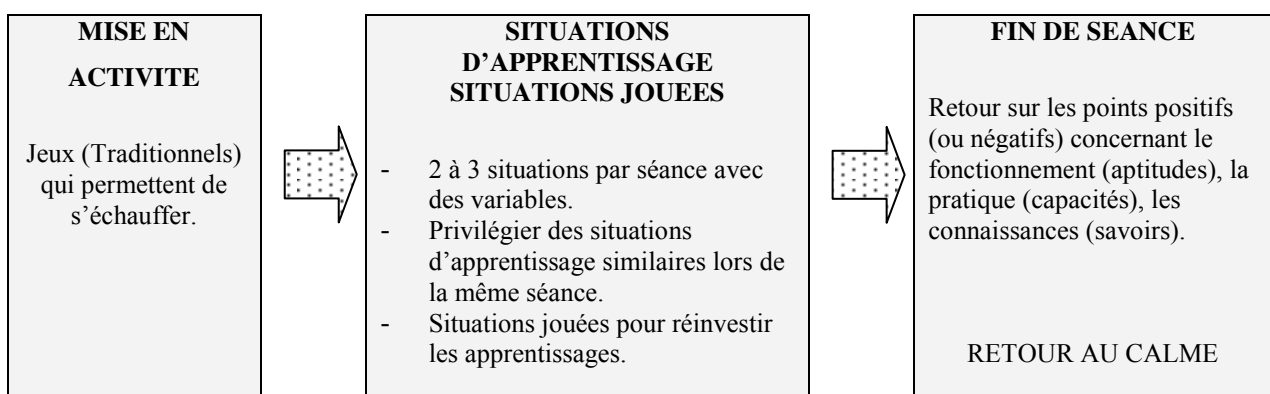 MISE EN
ACTIVITE
Jeux (Traditionnels)
qui permettent de
s’échauffer.
SITUATIONS
D’APPRENTISSAGE
SITUATIONS JOUEES
- 2 à 3 situations par séance avec
des variables.
- Privilégier des situations
d’apprentissage similaires lors de
la même séance.
- Situations jouées pour réinvestir
les apprentissages.
FIN DE SEANCE
Retour sur les points positifs
(ou négatifs) concernant le
fonctionnement (aptitudes), la
pratique (capacités), les
connaissances (savoirs).
RETOUR AU CALME